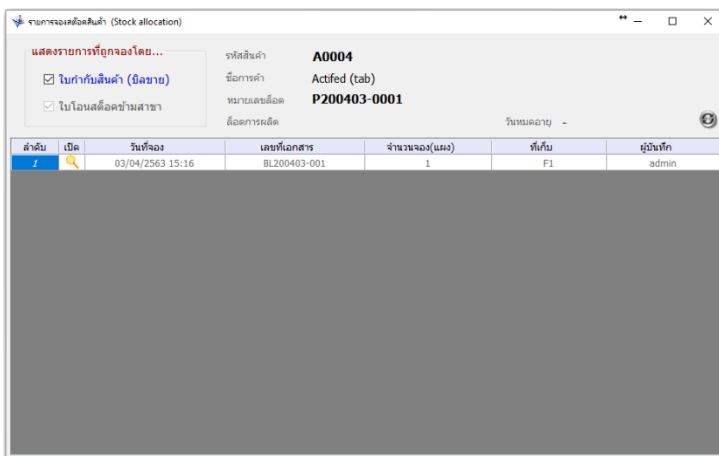 รายการจองสต็อคสินค้า (Stock allocation)
แสดงรายการที่ถูกจองโดย...
ใบกำกับสินค้า (บิลขาย)
ใบโอนสต็อคข้ามสาขา
รหัสสินค้า A0004
ชื่อการค้า Actifed (tab)
หมายเลขล็อต P200403-0001
ล็อตการผลิต วันหมดอายุ -
ลำดับ เปิด วันที่จอง เลขที่เอกสาร จำนวนจอง(แผง) ที่เก็บ ผู้บันทึก
1 03/04/2563 15:16 BL200403-001 1 F1 admin